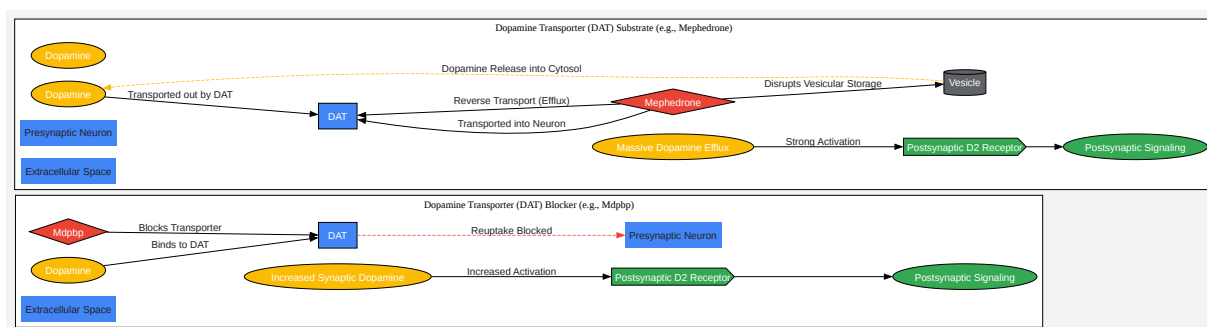 Dopamine Transporter (DAT) Substrate (e.g., Mephedrone)
Dopamine
Dopamine Release into Cytosol
Dopamine
Transported out by DAT
Disrupts Vesicular Storage
Vesicle
Reverse Transport (Efflux)
Mephedrone
DAT
Transported into Neuron
Presynaptic Neuron
Massive Dopamine Efflux
Strong Activation
Postsynaptic D2 Receptor
Postsynaptic Signaling
Extracellular Space
Dopamine Transporter (DAT) Blocker (e.g., Mdpbp)
Mdpbp
Blocks Transporter
DAT
Reuptake Blocked
Presynaptic Neuron
Binds to DAT
Dopamine
Increased Synaptic Dopamine
Increased Activation
Postsynaptic D2 Receptor
Postsynaptic Signaling
Extracellular Space